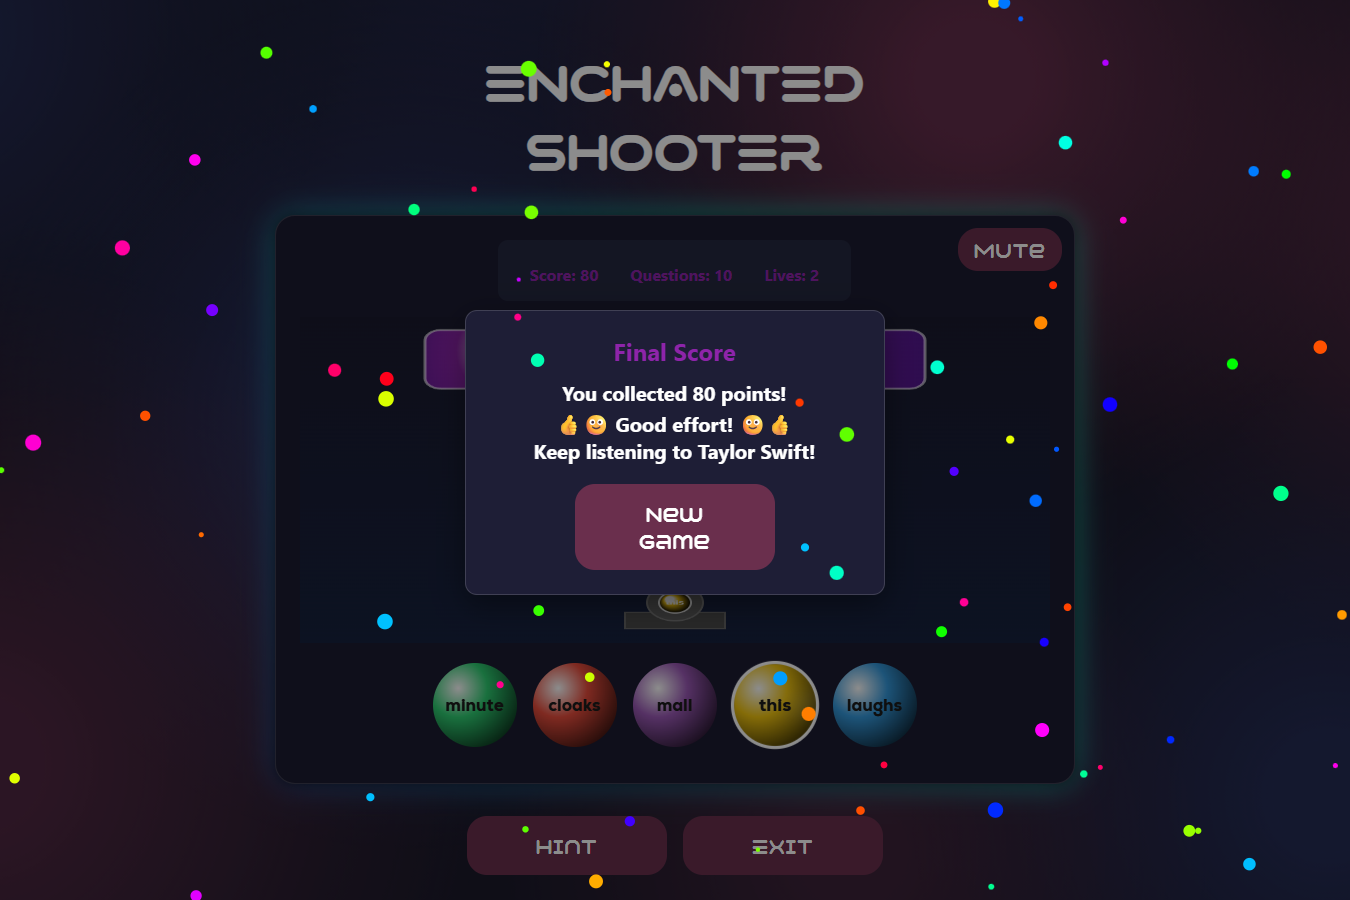 ENCHANTED
SHOOTER
MUTE
Score: 80 Questions: 10 Lives: 2
Final Score
You collected 80 points!
👍 🤪 Good effort! 🤪 👍
Keep listening to Taylor Swift!
New
Game
minute cloaks mall this laughs
HINT EXIT